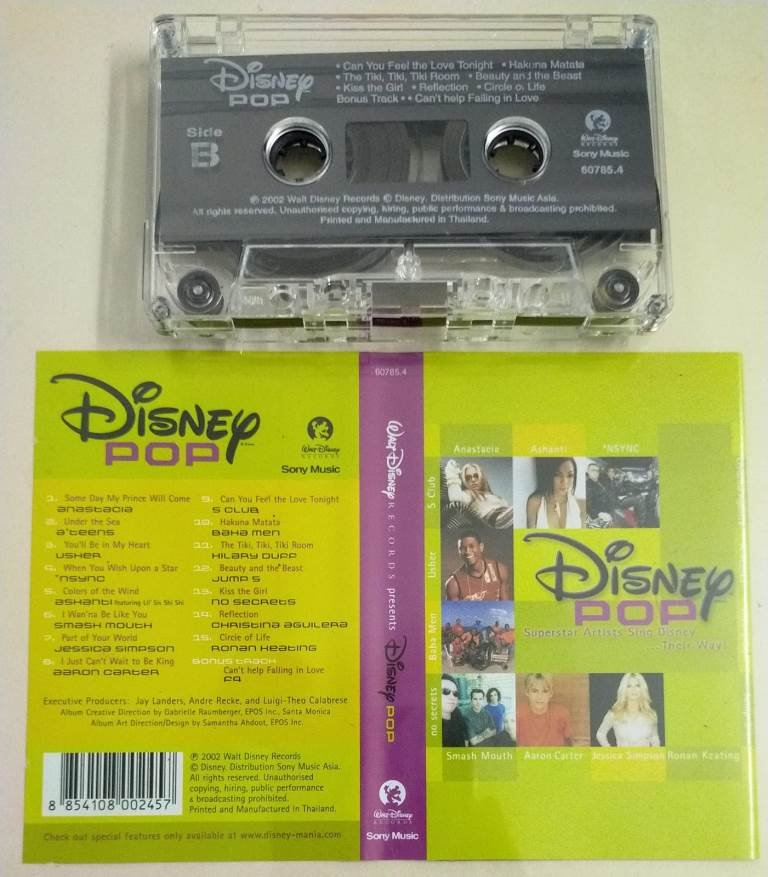 Disney
POP
• Can You Feel the Love Tonight • Hakuna Matata
• The Tiki, Tiki, Tiki Room • Beauty and the Beast
• Kiss the Girl • Reflection • Circle of Life
Bonus Track • • Can't help Falling in Love
Side
B
Walt Disney
RECORDS
Sony Music
60785.4
℗ 2002 Walt Disney Records © Disney. Distribution Sony Music Asia.
All rights reserved. Unauthorised copying, hiring, public performance & broadcasting prohibited.
Printed and Manufactured in Thailand.
Disney
POP
Walt Disney
RECORDS
Sony Music
1. Some Day My Prince Will Come
anastacia
2. Under the Sea
a*teens
3. You'll Be in My Heart
usher
4. When You Wish Upon a Star
*nsync
5. Colors of the Wind
ashanti featuring Lil' Sis Shi Shi
6. I Wan'na Be Like You
smash mouth
7. Part of Your World
jessica simpson
8. I Just Can't Wait to Be King
aaron carter
9. Can You Feel the Love Tonight
s club
10. Hakuna Matata
baha men
11. The Tiki, Tiki, Tiki Room
hilary duff
12. Beauty and the Beast
jump 5
13. Kiss the Girl
no secrets
14. Reflection
christina aguilera
15. Circle of Life
ronan keating
bonus track
Can't help Falling in Love
Executive Producers: Jay Landers, Andre Recke, and Luigi-Theo Calabrese
Album Creative Direction by Gabrielle Raumberger, EPOS Inc., Santa Monica
Album Art Direction/Design by Samantha Ahdoot, EPOS Inc.
8 854108 002457
℗ 2002 Walt Disney Records
© Disney. Distribution Sony Music Asia.
All rights reserved. Unauthorised
copying, hiring, public performance
& broadcasting prohibited.
Printed and Manufactured in Thailand.
Check out special features only available at www.disney-mania.com
60785.4
Walt Disney RECORDS presents Disney POP
Walt Disney
RECORDS
Sony Music
Anastacia Ashanti *NSYNC
S Club
Usher
Baha Men
no secrets
Disney
POP
Superstar Artists Sing Disney
...Their Way!
Smash Mouth Aaron Carter Jessica Simpson Ronan Keating